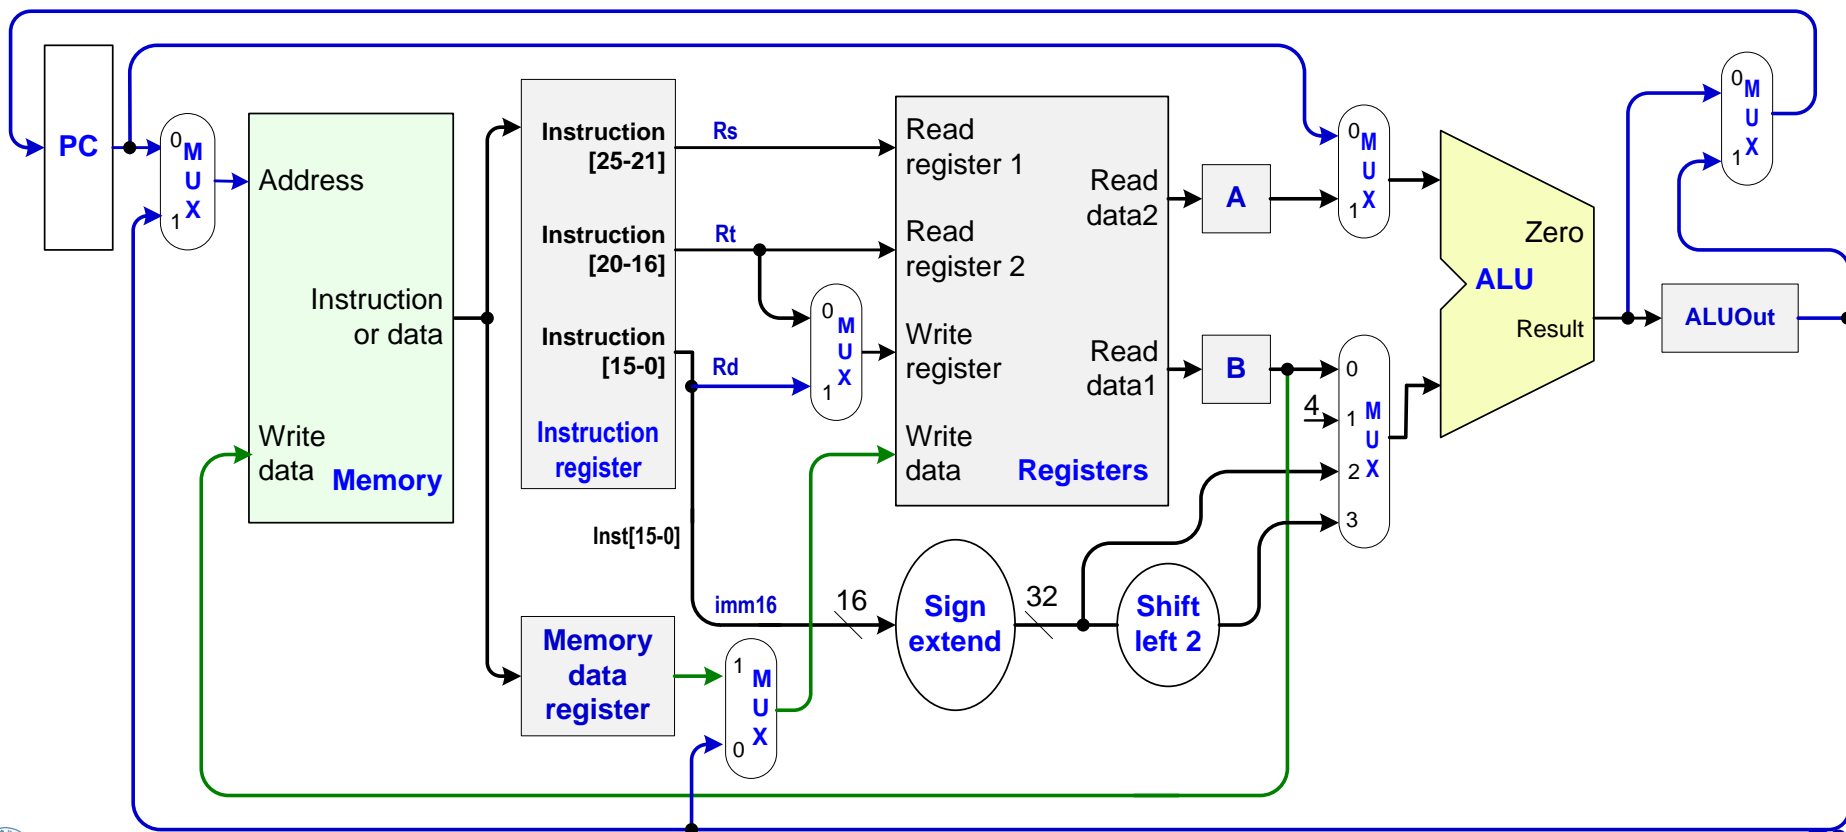 PC
0
M
U
X
1
Address
Instruction
or data
Write
data
Memory
Instruction
[25-21]
Instruction
[20-16]
Instruction
[15-0]
Instruction
register
Rs
Rt
Rd
0
M
U
X
1
Read
register 1
Read
register 2
Write
register
Write
data
Read
data2
Read
data1
Registers
A
B
0
M
U
X
1
0
4
1
M
U
2
X
3
Zero
ALU
Result
ALUOut
0
M
U
X
1
Inst[15-0]
imm16
16
Sign
extend
32
Shift
left 2
Memory
data
register
1
M
U
X
0